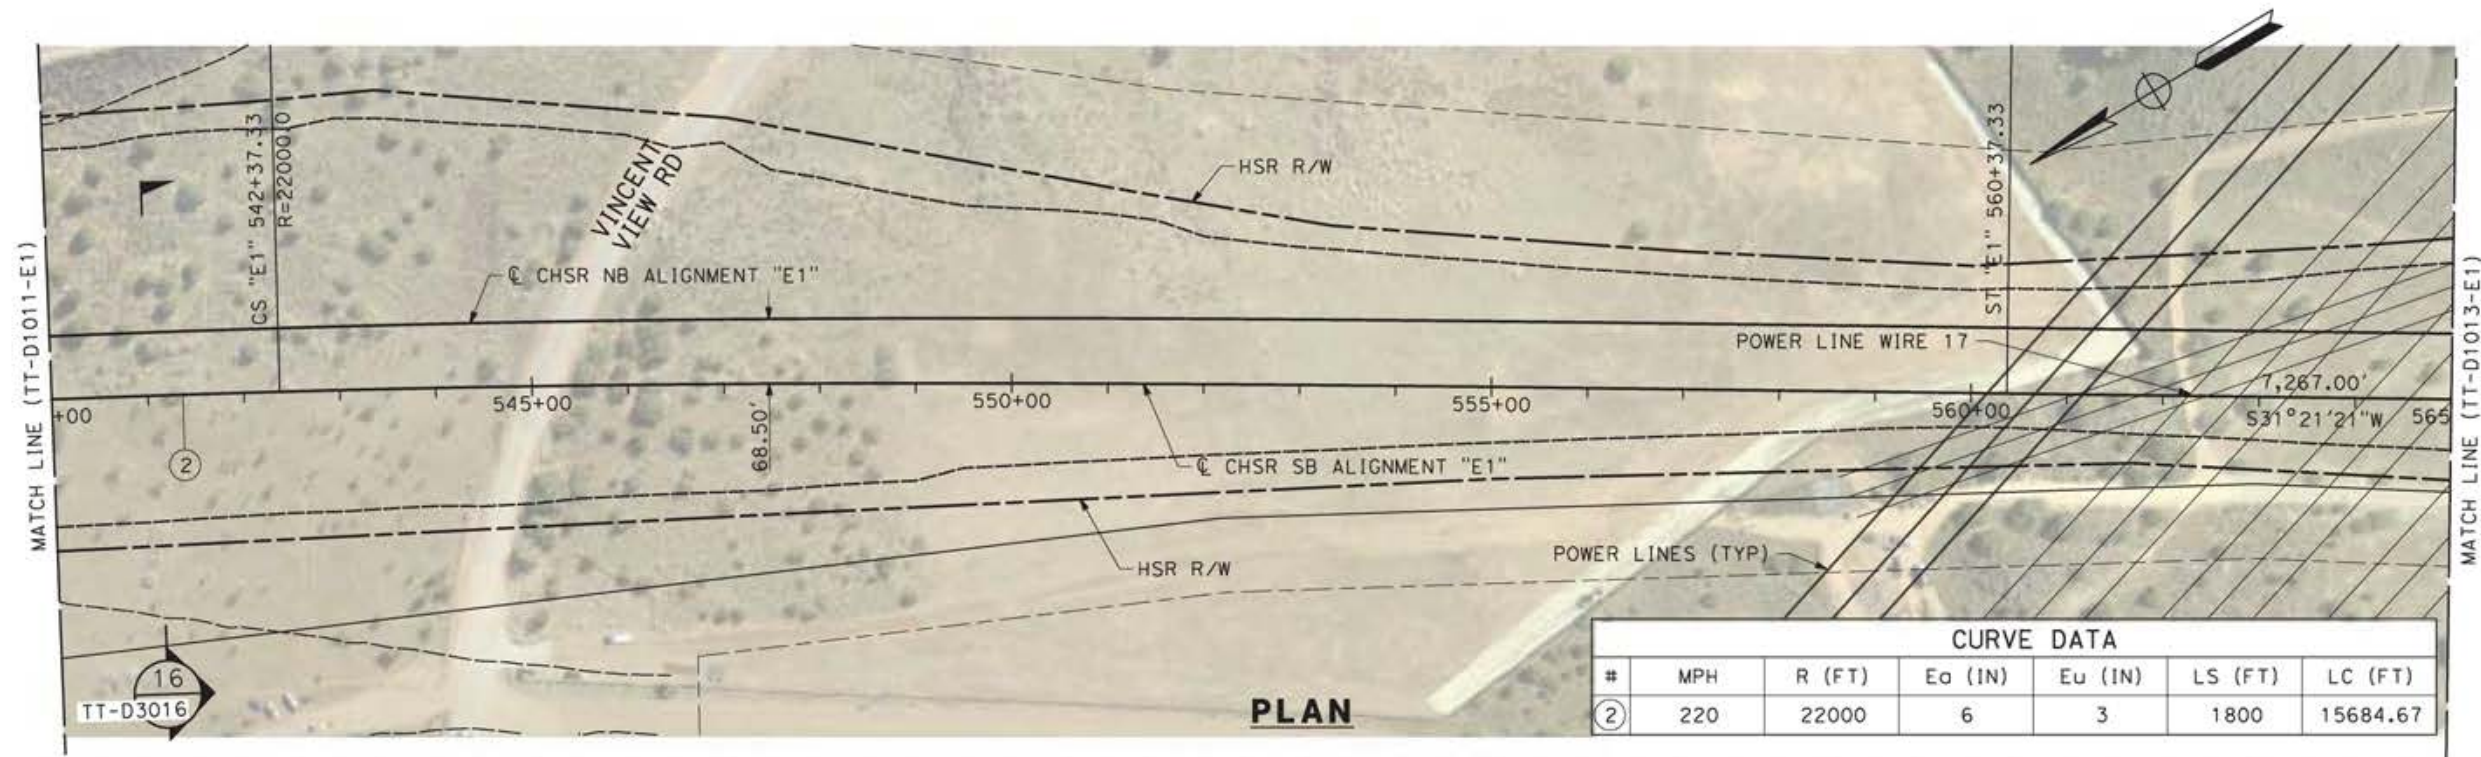 MATCH LINE (TT-D1011-E1)
CS "E1" 542+37.33
R=22000.0
VINCENT
VIEW RD
HSR R/W
ST "E1" 560+37.33
℄ CHSR NB ALIGNMENT "E1"
POWER LINE WIRE 17
7,267.00'
S31°21'21"W
+00
545+00
550+00
555+00
560+00
565
2
68.50'
℄ CHSR SB ALIGNMENT "E1"
HSR R/W
POWER LINES (TYP)
MATCH LINE (TT-D1013-E1)
16
TT-D3016
PLAN
CURVE DATA
# MPH R (FT) Ea (IN) Eu (IN) LS (FT) LC (FT)
2 220 22000 6 3 1800 15684.67